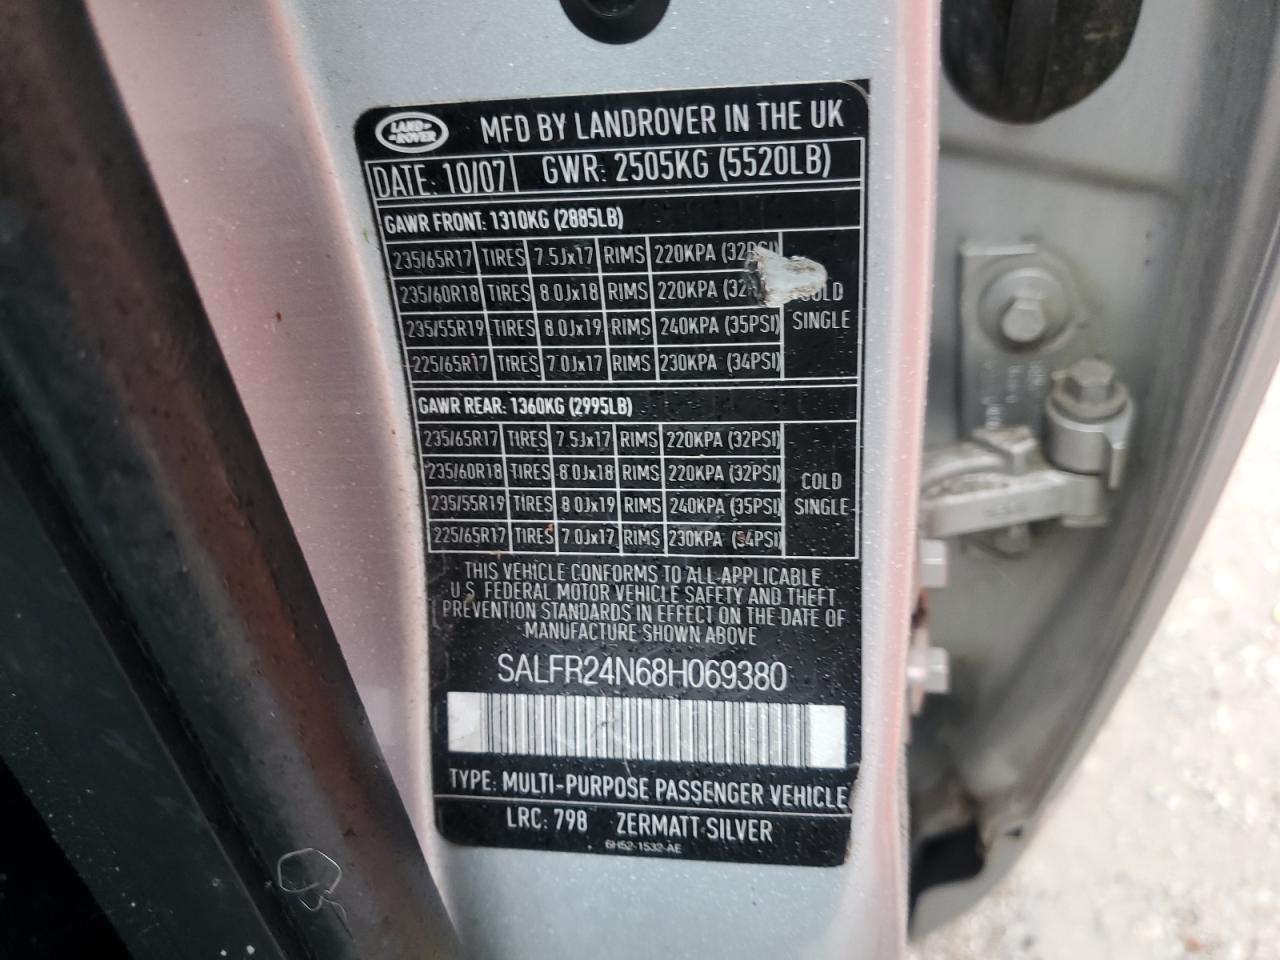 LAND ROVER
MFD BY LANDROVER IN THE UK
DATE: 10/07 GWR: 2505KG (5520LB)
GAWR FRONT: 1310KG (2885LB)
235/65R17 TIRES 7.5Jx17 RIMS 220KPA (32PSI)
235/60R18 TIRES 8.0Jx18 RIMS 220KPA COLD
235/55R19 TIRES 8.0Jx19 RIMS 240KPA (35PSI) SINGLE
225/65R17 TIRES 7.0Jx17 RIMS 230KPA (34PSI)
GAWR REAR: 1360KG (2995LB)
235/65R17 TIRES 7.5Jx17 RIMS 220KPA (32PSI)
235/60R18 TIRES 8.0Jx18 RIMS 220KPA (32PSI) COLD
235/55R19 TIRES 8.0Jx19 RIMS 240KPA (35PSI) SINGLE
225/65R17 TIRES 7.0Jx17 RIMS 230KPA (34PSI)
THIS VEHICLE CONFORMS TO ALL APPLICABLE
U.S. FEDERAL MOTOR VEHICLE SAFETY AND THEFT
PREVENTION STANDARDS IN EFFECT ON THE DATE OF
MANUFACTURE SHOWN ABOVE
SALFR24N68H069380
TYPE: MULTI-PURPOSE PASSENGER VEHICLE
LRC: 798 ZERMATT SILVER
6H52-1532-AE